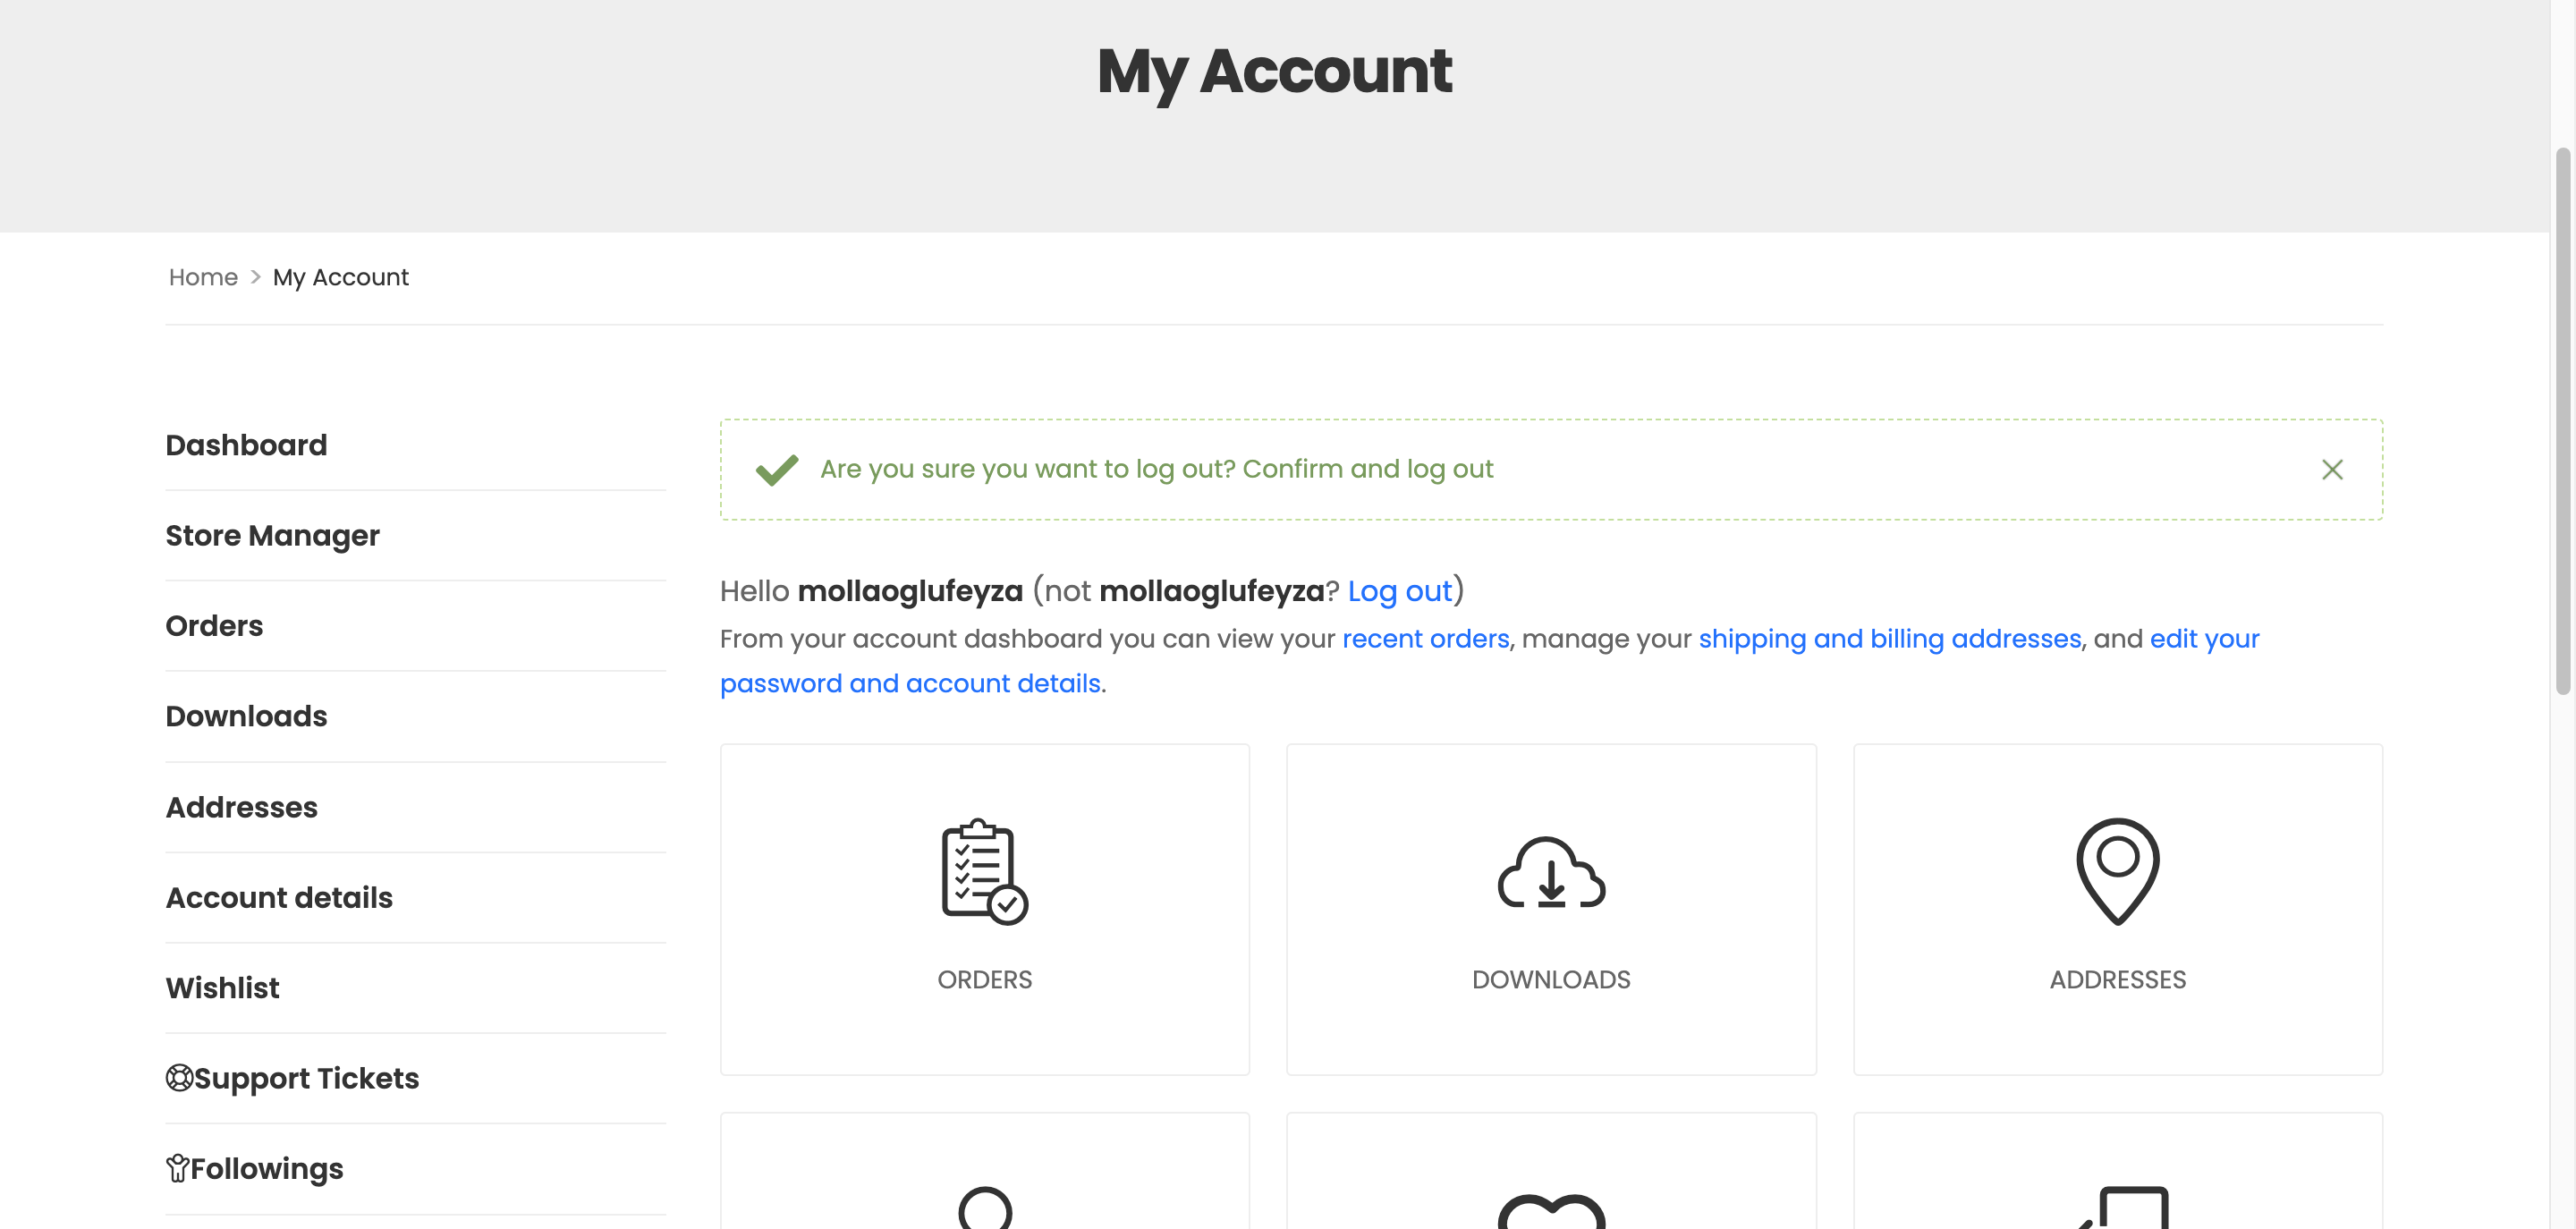 My Account
Home > My Account
Dashboard
Store Manager
Orders
Downloads
Addresses
Account details
Wishlist
Support Tickets
Followings
Are you sure you want to log out? Confirm and log out
Hello mollaoglufeyza (not mollaoglufeyza? Log out)
From your account dashboard you can view your recent orders, manage your shipping and billing addresses, and edit your
password and account details.
ORDERS
DOWNLOADS
ADDRESSES